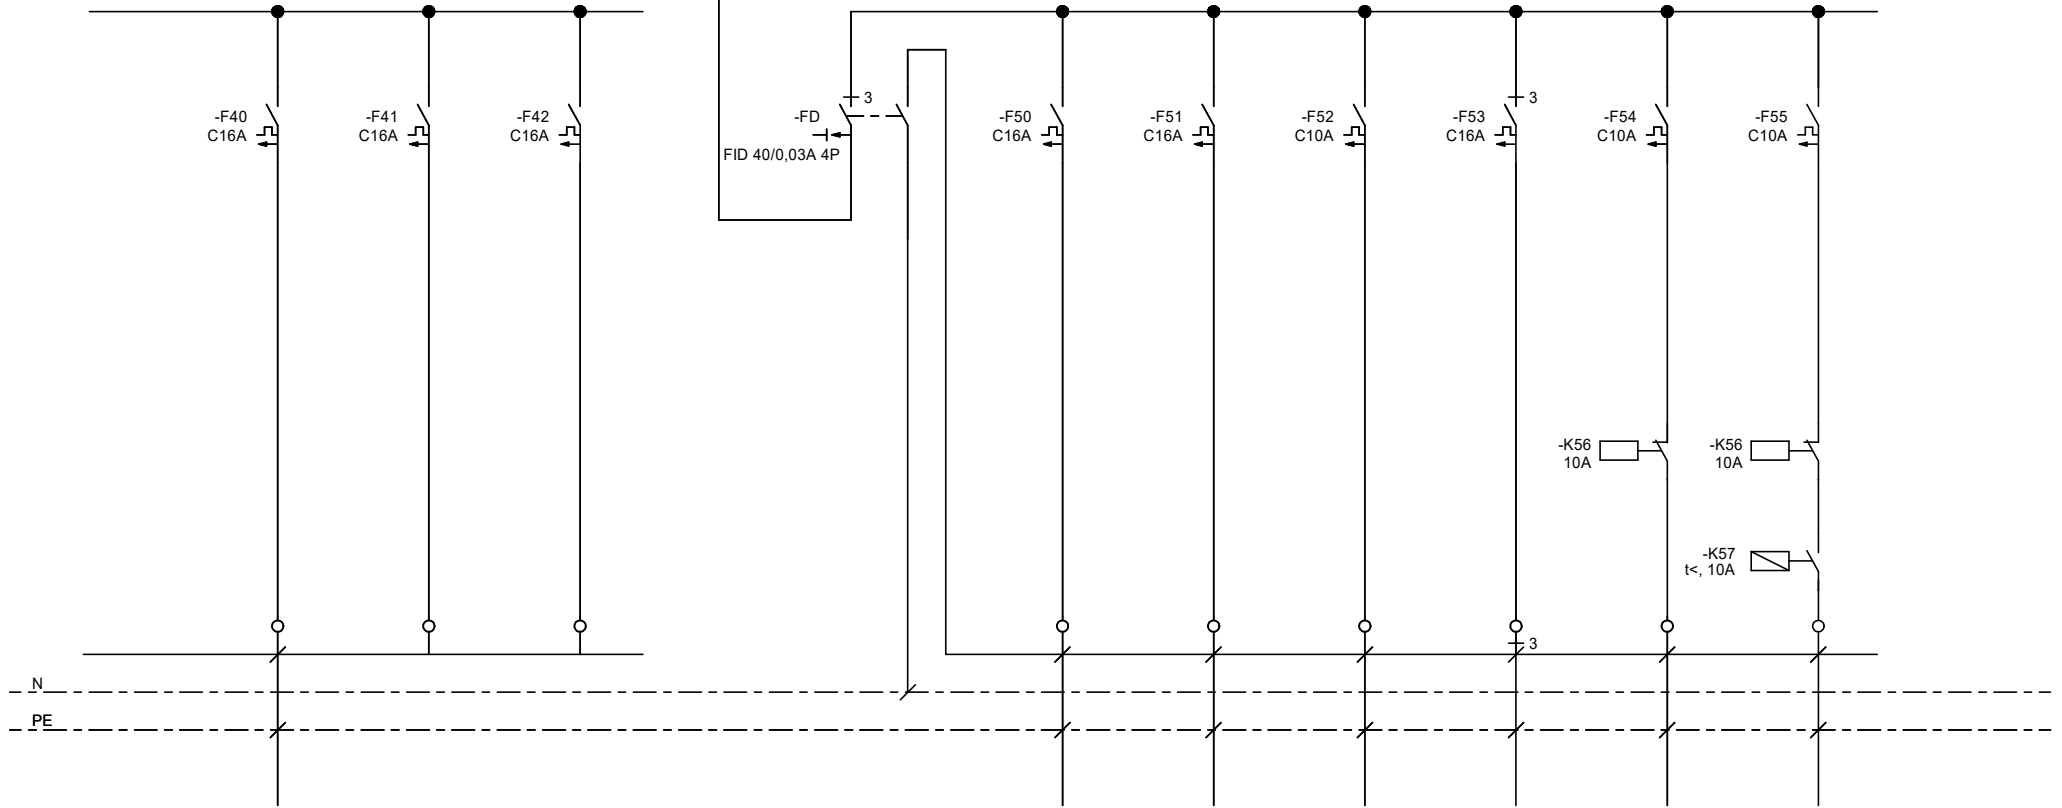 -F40
C16A
-F41
C16A
-F42
C16A
3
-FD
FID 40/0,03A 4P
-F50
C16A
-F51
C16A
-F52
C10A
3
-F53
C16A
-F54
C10A
-F55
C10A
-K56
10A
-K56
10A
-K57
t<, 10A
3
N
PE